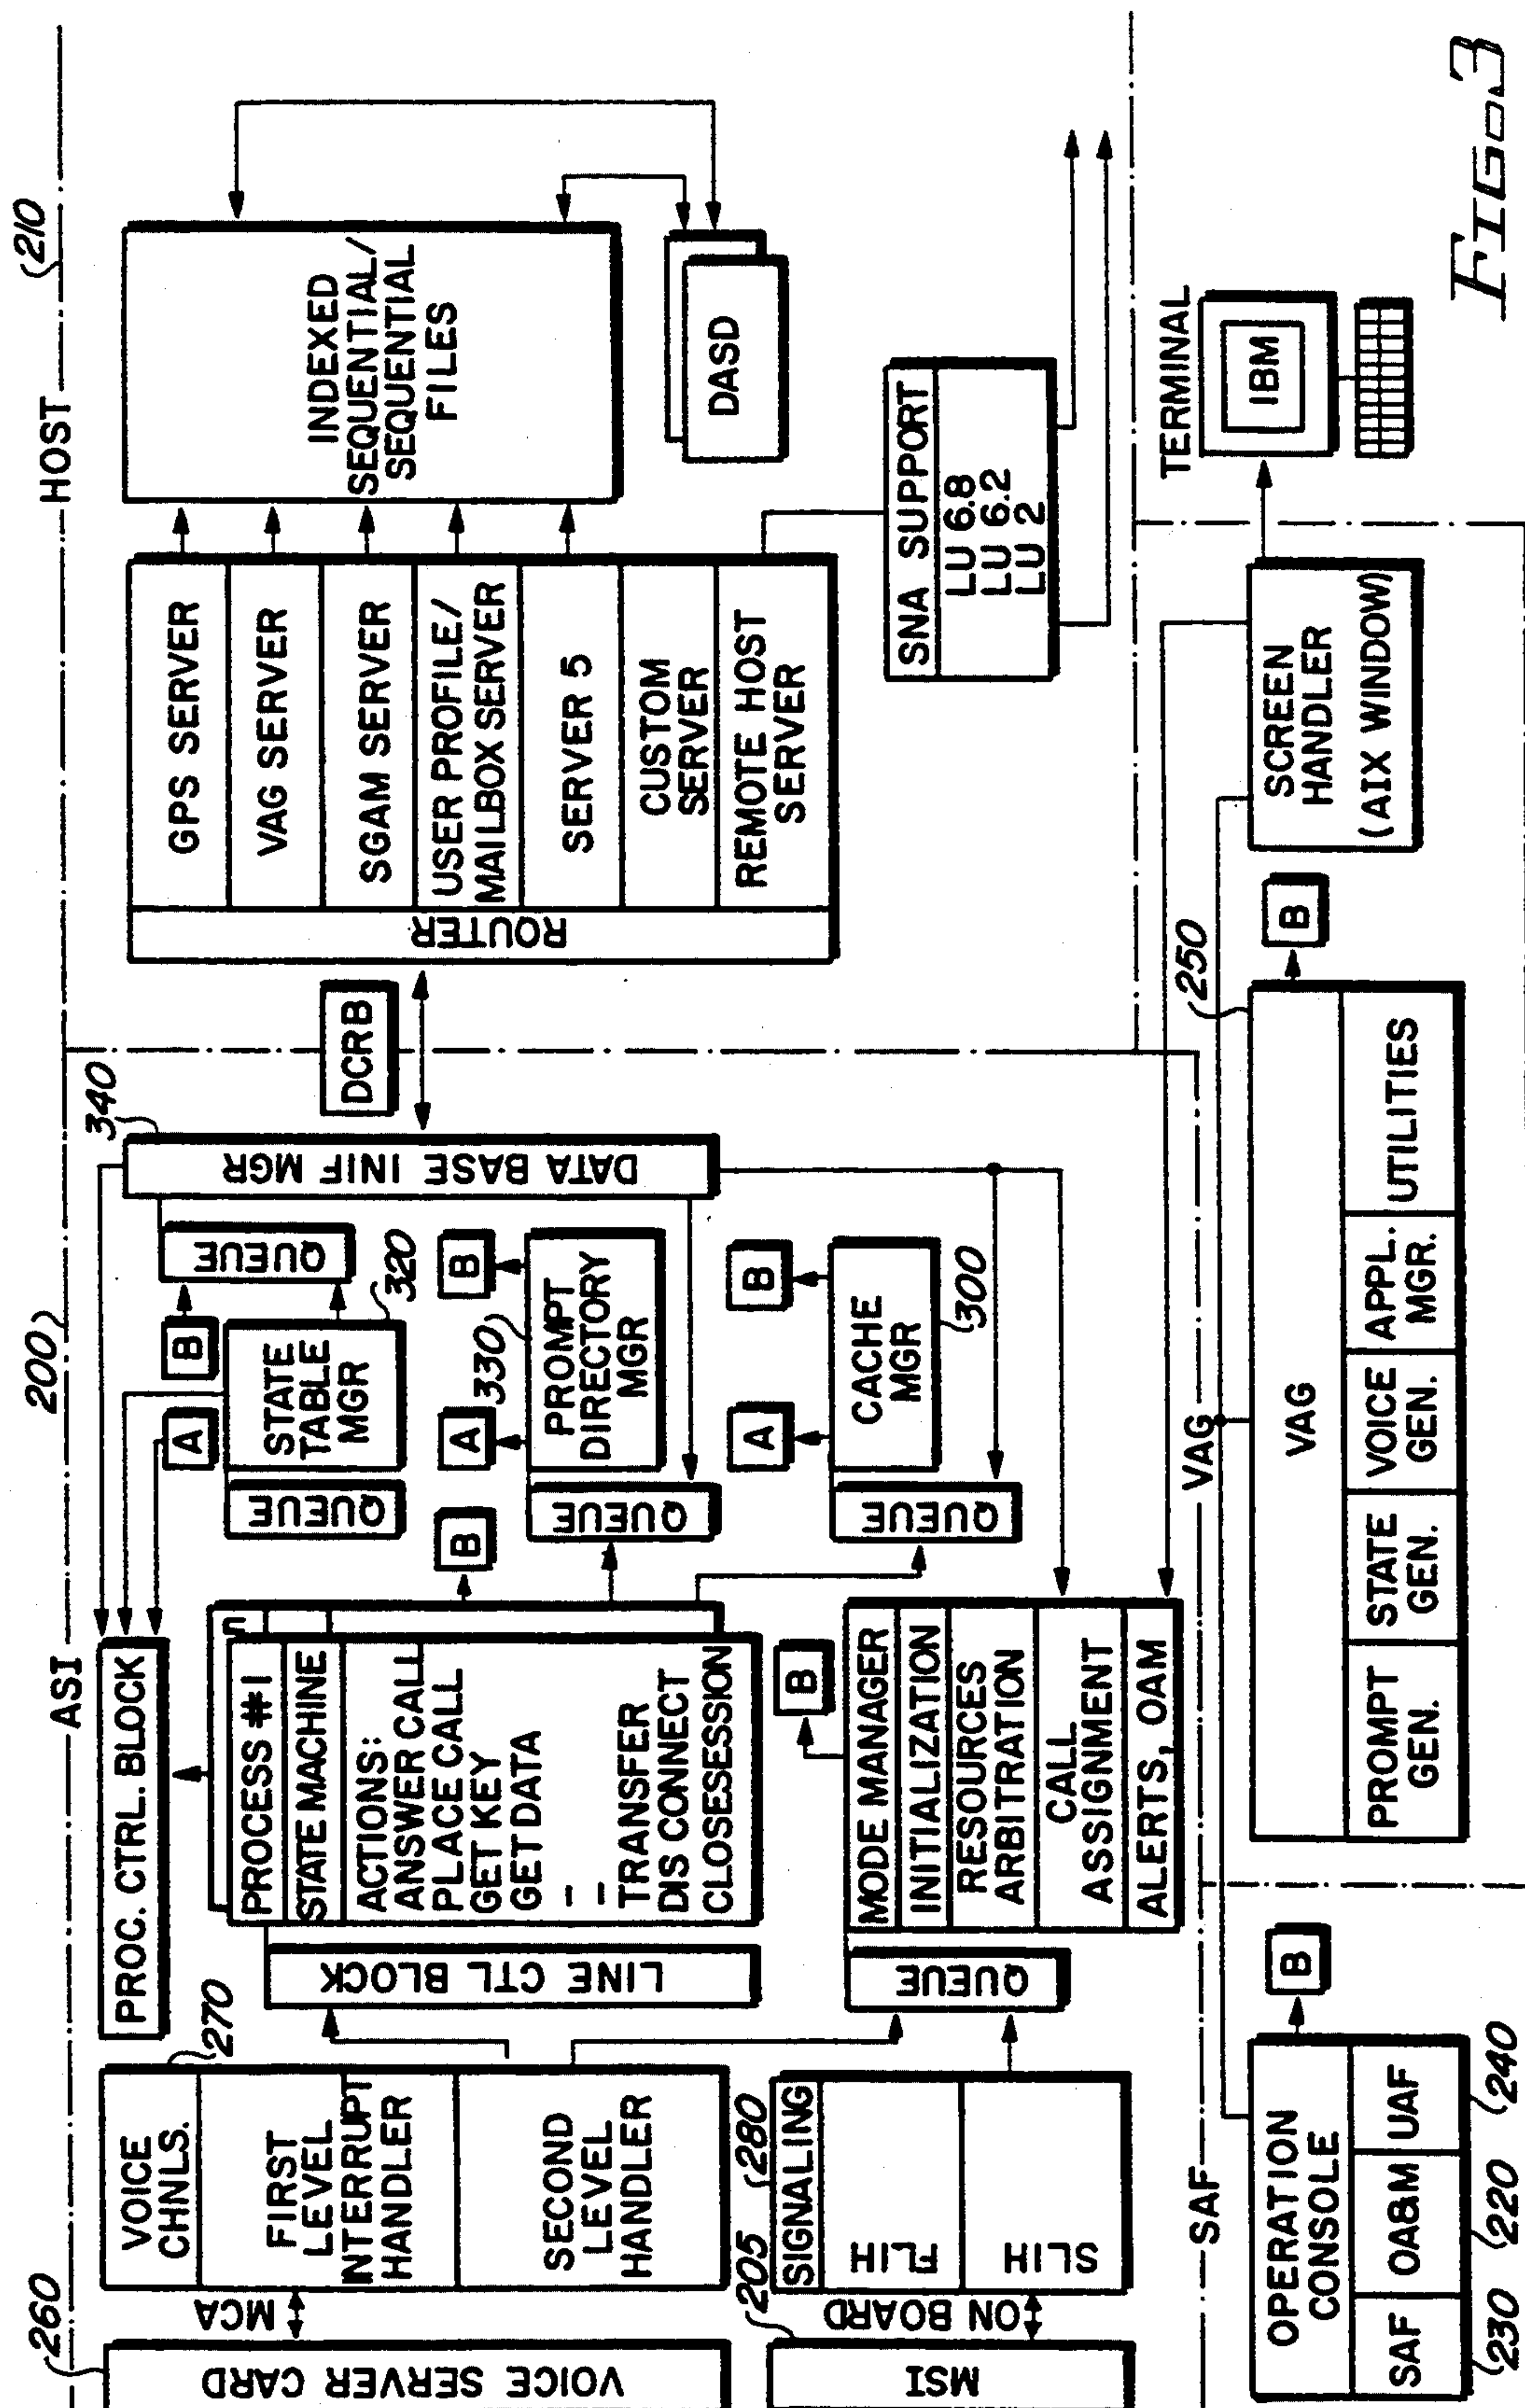 ASI
200
HOST
210
260
VOICE SERVER CARD
MCA
VOICE
CHNLS.
270
FIRST
LEVEL
INTERRUPT
HANDLER
SECOND
LEVEL
HANDLER
205
MSI
ON BOARD
280
SIGNALING
FLIH
SLIH
PROC. CTRL. BLOCK
LINE CTL BLOCK
n
PROCESS #1
STATE MACHINE
ACTIONS:
ANSWER CALL
PLACE CALL
GET KEY
GET DATA
–
–
TRANSFER
DIS CONNECT
CLOSESESSION
B
QUEUE
MODE MANAGER
INITIALIZATION
RESOURCES
ARBITRATION
CALL
ASSIGNMENT
ALERTS, OAM
B
A
B
QUEUE
STATE
TABLE
MGR
320
QUEUE
A
330
B
QUEUE
PROMPT
DIRECTORY
MGR
A
B
QUEUE
CACHE
MGR
300
340
DATA BASE INIF MGR
DCRB
ROUTER
GPS SERVER
VAG SERVER
SGAM SERVER
USER PROFILE/
MAILBOX SERVER
SERVER 5
CUSTOM
SERVER
REMOTE HOST
SERVER
INDEXED
SEQUENTIAL/
SEQUENTIAL
FILES
DASD
SNA SUPPORT
LU 6.8
LU 6.2
LU 2
SAF
OPERATION
CONSOLE
SAF
OA&M
UAF
230
220
240
B
VAG
250
VAG
PROMPT
GEN.
STATE
GEN.
VOICE
GEN.
APPL.
MGR.
UTILITIES
B
SCREEN
HANDLER
(AIX WINDOW)
TERMINAL
IBM
FIG.3